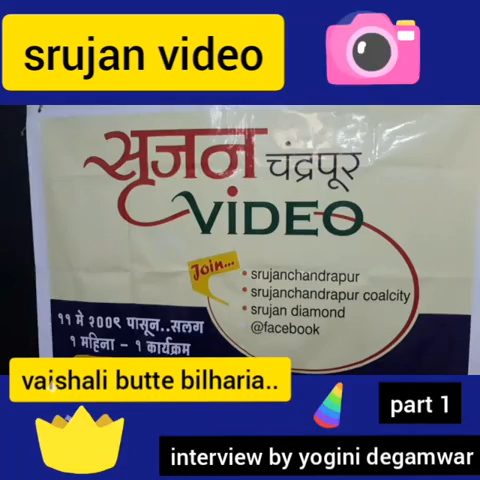 srujan video
सृजन चंद्रपूर
VIDEO
Join...
• srujanchandrapur
• srujanchandrapur coalcity
• srujan diamond
@facebook
११ मे २००९ पासून..सलग
१ महिना - १ कार्यक्रम
vaishali butte bilharia..
part 1
interview by yogini degamwar